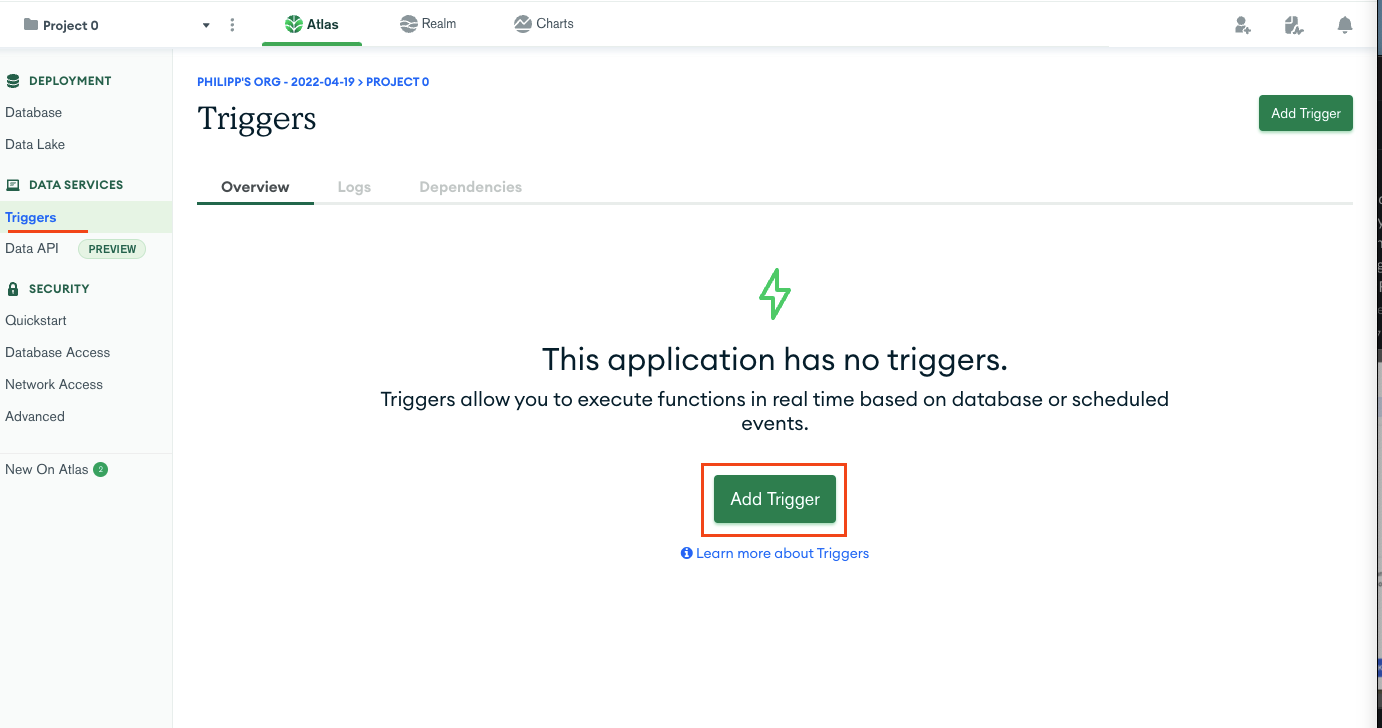 Project 0
Atlas
Realm
Charts
DEPLOYMENT
Database
Data Lake
DATA SERVICES
Triggers
Data API PREVIEW
SECURITY
Quickstart
Database Access
Network Access
Advanced
New On Atlas 2
PHILIPP'S ORG - 2022-04-19 > PROJECT 0
Triggers
Add Trigger
Overview
Logs
Dependencies
This application has no triggers.
Triggers allow you to execute functions in real time based on database or scheduled
events.
Add Trigger
Learn more about Triggers